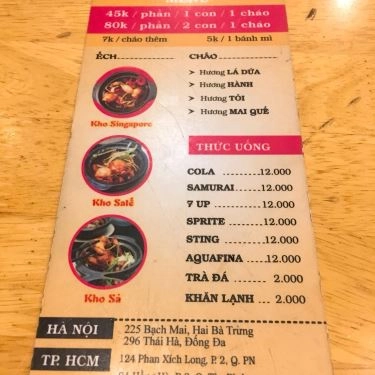 MENU
45k / phần / 1 con / 1 cháo
80k / phần / 2 con / 1 cháo
7k / cháo thêm 5k / 1 bánh mì
ẾCH
Kho Singapore
Kho Satế
Kho Sả
CHÁO
Hương LÁ DỨA
Hương HÀNH
Hương TỎI
Hương MAI QUẾ
THỨC UỐNG
COLA 12.000
SAMURAI 12.000
7 UP 12.000
SPRITE 12.000
STING 12.000
AQUAFINA 12.000
TRÀ ĐÁ 2.000
KHĂN LẠNH 2.000
HÀ NỘI
225 Bạch Mai, Hai Bà Trừng
296 Thái Hà, Đống Đa
TP. HCM
124 Phan Xích Long, P. 2, Q. PN